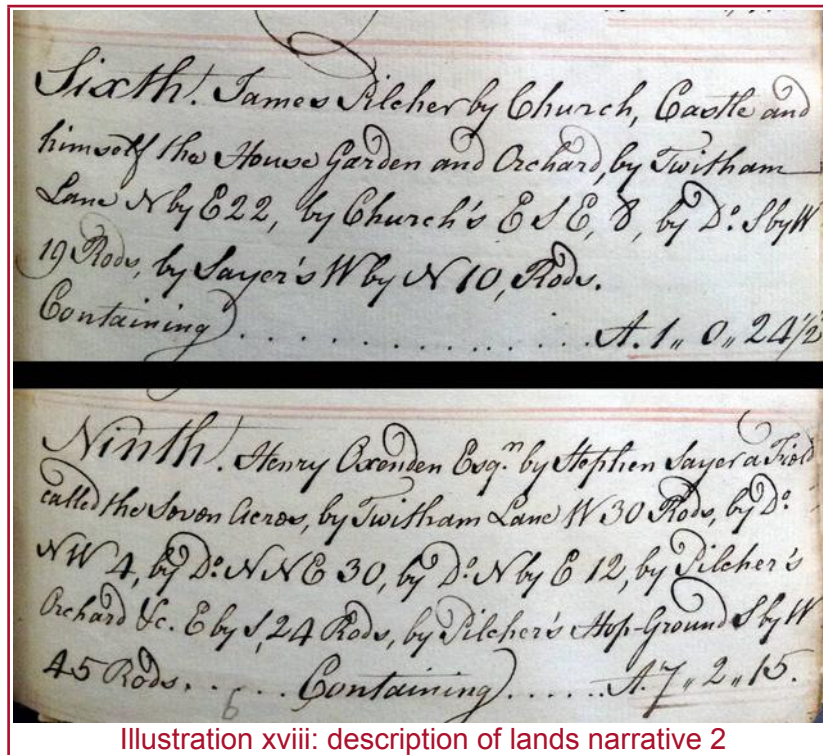 Sixth. James Pilcher by Church, Castle and
himself the House Garden and Orchard, by Twitham
Lane N by E 22, by Church's E S E, 8, by Do. S by W
19 Rods, by Sayer's W by N 10, Rods.
Containing . . . . . . . . . . . . . . A. 1,, 0,, 24 1/2
Ninth. Henry Oxenden Esqr. by Stephen Sayer a Field
called the Seven Acres, by Twitham Lane W 30 Rods, by Do.
N W 4, by Do. N N E 30, by Do. N by E 12, by Pilcher's
Orchard &c. E by S, 24 Rods, by Pilcher's Hop-Ground S by W
45 Rods. . . . . . Containing . . . . . . A. 7,, 2,, 15.
6
Illustration xviii: description of lands narrative 2